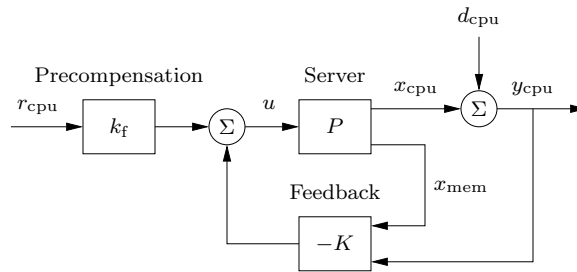 d_cpu
Precompensation
Server
r_cpu
k_f
Σ
u
P
x_cpu
Σ
y_cpu
x_mem
Feedback
−K